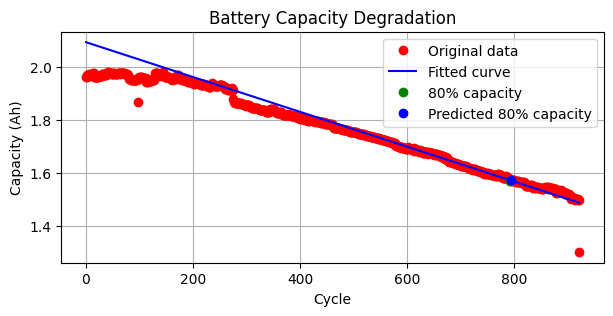 Battery Capacity Degradation
Capacity (Ah)
2.0
1.8
1.6
1.4
Original data
Fitted curve
80% capacity
Predicted 80% capacity
0
200
400
600
800
Cycle